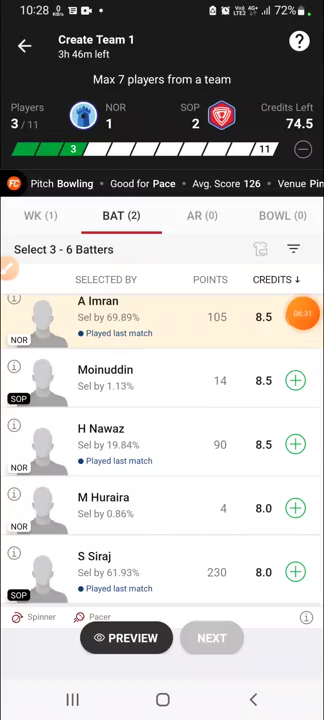 10:28
72%
Create Team 1
3h 46m left
?
Max 7 players from a team
Players
3 / 11
NOR
1
SOP
2
Credits Left
74.5
3
11
FC Pitch Bowling • Good for Pace • Avg. Score 126 • Venue Pin
WK (1)
BAT (2)
AR (0)
BOWL (0)
Select 3 - 6 Batters
SELECTED BY
POINTS
CREDITS ↓
A Imran
Sel by 69.89%
105
8.5
Played last match
NOR
06:31
Moinuddin
Sel by 1.13%
14
8.5
SOP
H Nawaz
Sel by 19.84%
90
8.5
Played last match
NOR
M Huraira
Sel by 0.86%
4
8.0
NOR
S Siraj
Sel by 61.93%
230
8.0
Played last match
SOP
Spinner
Pacer
PREVIEW
NEXT